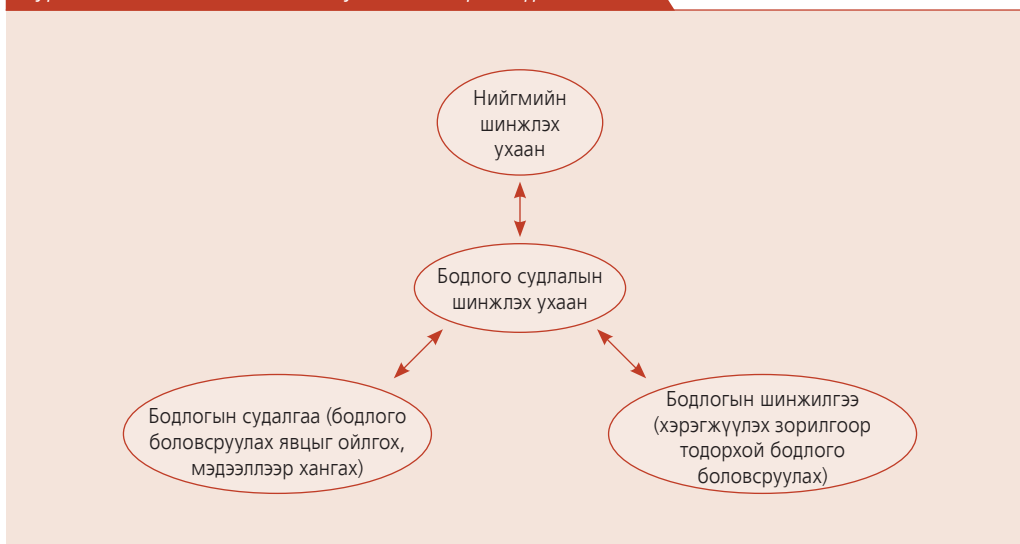 Нийгмийн
шинжлэх
ухаан
Бодлого судлалын
шинжлэх ухаан
Бодлогын судалгаа (бодлого
боловсруулах явцыг ойлгох,
мэдээллээр хангах)
Бодлогын шинжилгээ
(хэрэгжүүлэх зорилгоор
тодорхой бодлого
боловсруулах)